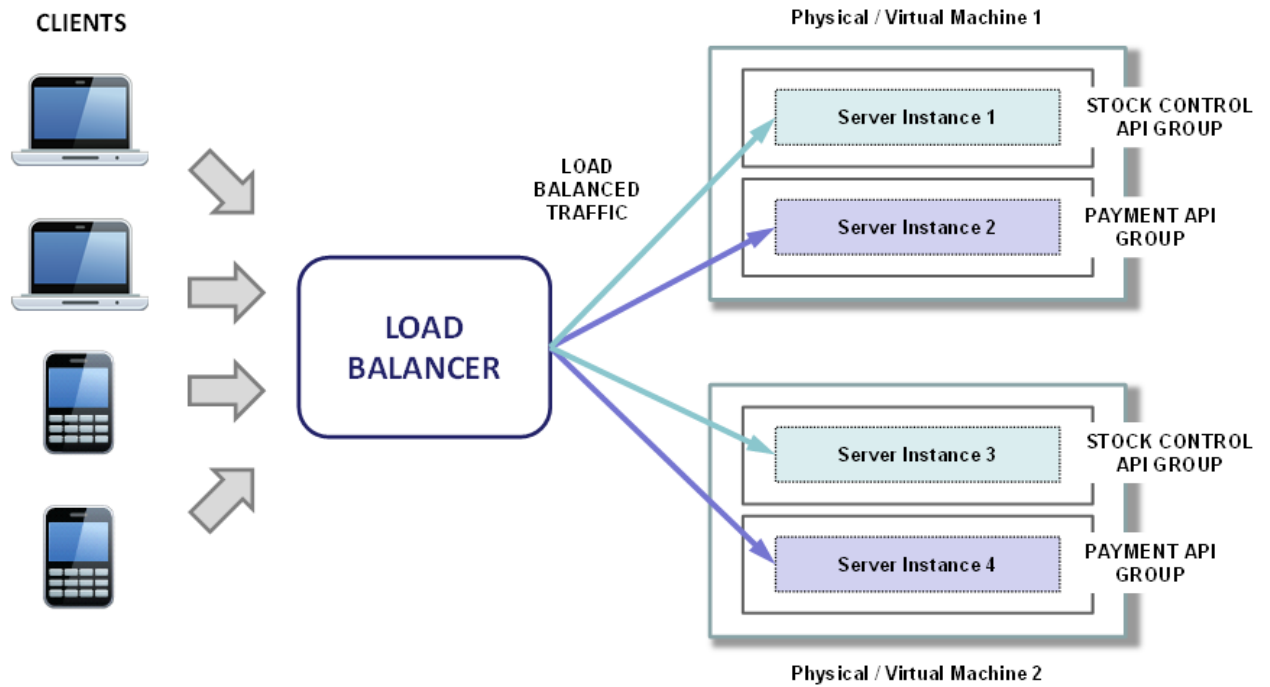 CLIENTS
Physical / Virtual Machine 1
Server Instance 1
STOCK CONTROL
API GROUP
LOAD
BALANCED
TRAFFIC
Server Instance 2
PAYMENT API
GROUP
LOAD
BALANCER
Server Instance 3
STOCK CONTROL
API GROUP
Server Instance 4
PAYMENT API
GROUP
Physical / Virtual Machine 2